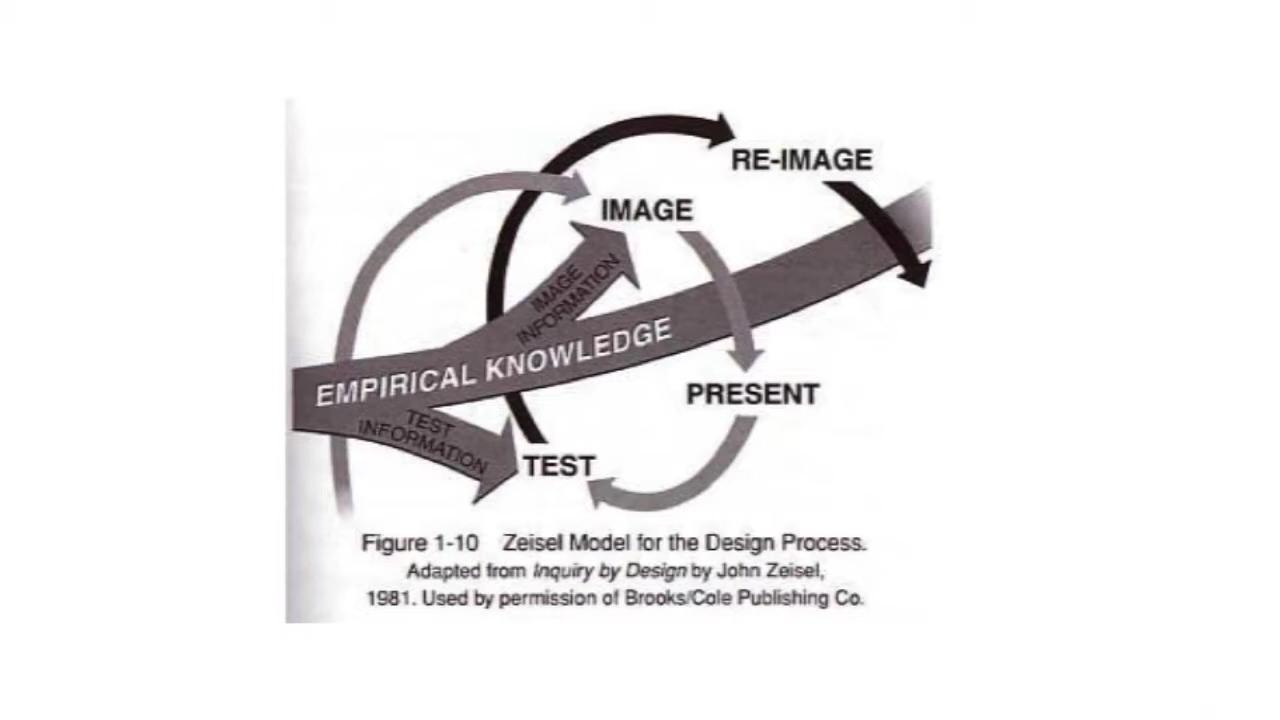 RE-IMAGE
IMAGE
IMAGE
INFORMATION
EMPIRICAL KNOWLEDGE
PRESENT
TEST
INFORMATION
TEST
Figure 1-10 Zeisel Model for the Design Process.
Adapted from Inquiry by Design by John Zeisel,
1981. Used by permission of Brooks/Cole Publishing Co.